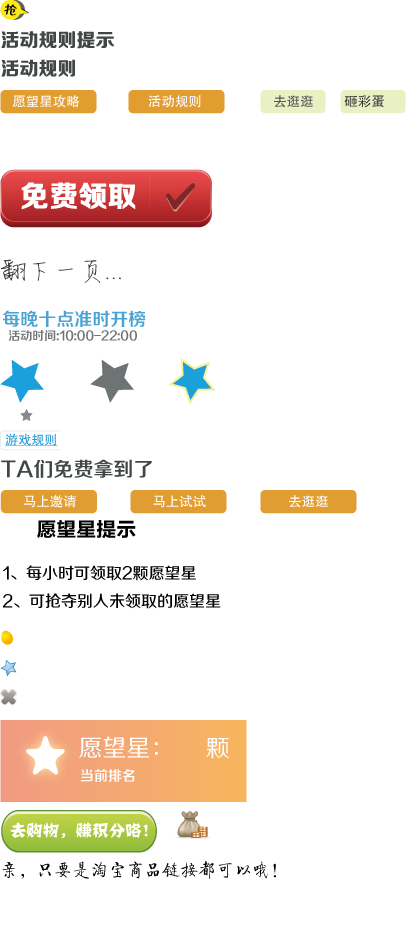 抢
活动规则提示
活动规则
愿望星攻略 活动规则 去逛逛 砸彩蛋
免费领取
翻下一页...
每晚十点准时开榜
活动时间:10:00-22:00
游戏规则
TA们免费拿到了
马上邀请 马上试试 去逛逛
愿望星提示
1、每小时可领取2颗愿望星
2、可抢夺别人未领取的愿望星
愿望星： 颗
当前排名
去购物，赚积分咯！
亲，只要是淘宝商品链接都可以哦！